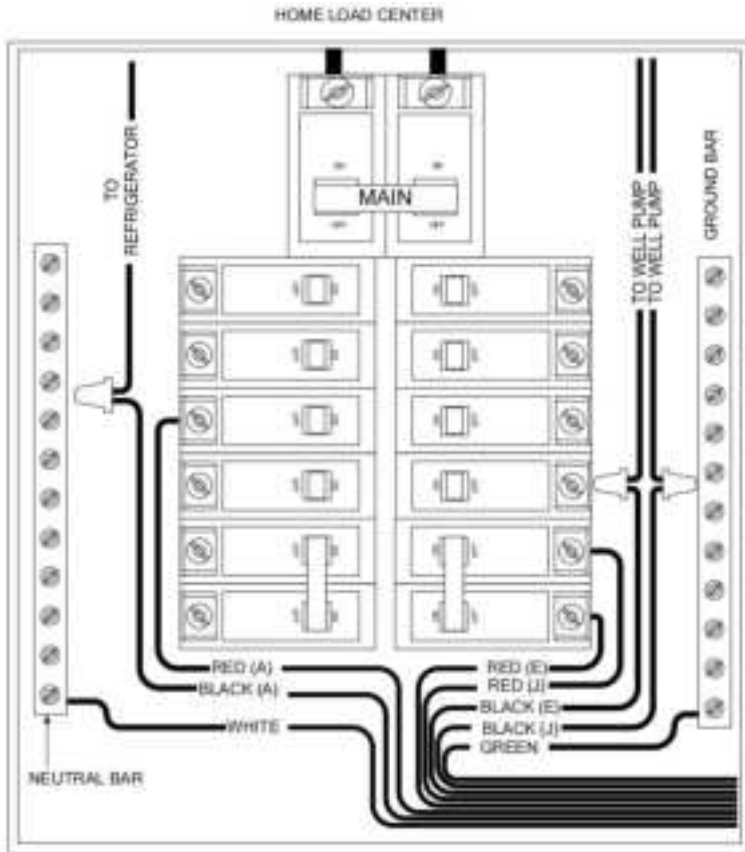 HOME LOAD CENTER
TO
REFRIGERATOR
MAIN
TO WELL PUMP
TO WELL PUMP
GROUND BAR
RED (A)
BLACK (A)
WHITE
RED (E)
RED (J)
BLACK (E)
BLACK (J)
GREEN
NEUTRAL BAR